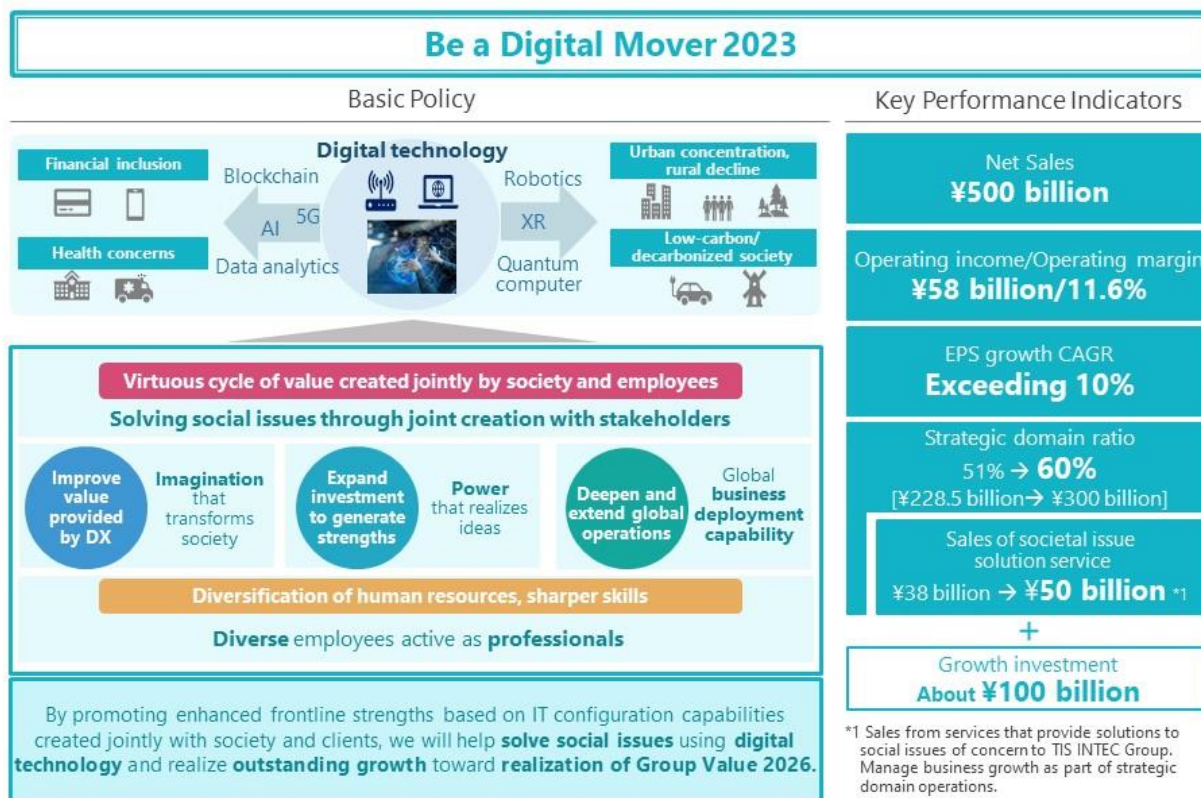 Be a Digital Mover 2023
Basic Policy
Digital technology
Financial inclusion
Health concerns
Blockchain
5G
AI
Data analytics
Robotics
XR
Quantum
computer
Urban concentration,
rural decline
Low-carbon/
decarbonized society
Virtuous cycle of value created jointly by society and employees
Solving social issues through joint creation with stakeholders
Improve
value
provided
by DX
Imagination
that
transforms
society
Expand
investment
to generate
strengths
Power
that realizes
ideas
Deepen and
extend global
operations
Global
business
deployment
capability
Diversification of human resources, sharper skills
Diverse employees active as professionals
By promoting enhanced frontline strengths based on IT configuration capabilities
created jointly with society and clients, we will help solve social issues using digital
technology and realize outstanding growth toward realization of Group Value 2026.
Key Performance Indicators
Net Sales
¥500 billion
Operating income/Operating margin
¥58 billion/11.6%
EPS growth CAGR
Exceeding 10%
Strategic domain ratio
51% → 60%
[¥228.5 billion→ ¥300 billion]
Sales of societal issue
solution service
¥38 billion → ¥50 billion *1
+
Growth investment
About ¥100 billion
*1 Sales from services that provide solutions to
social issues of concern to TIS INTEC Group.
Manage business growth as part of strategic
domain operations.